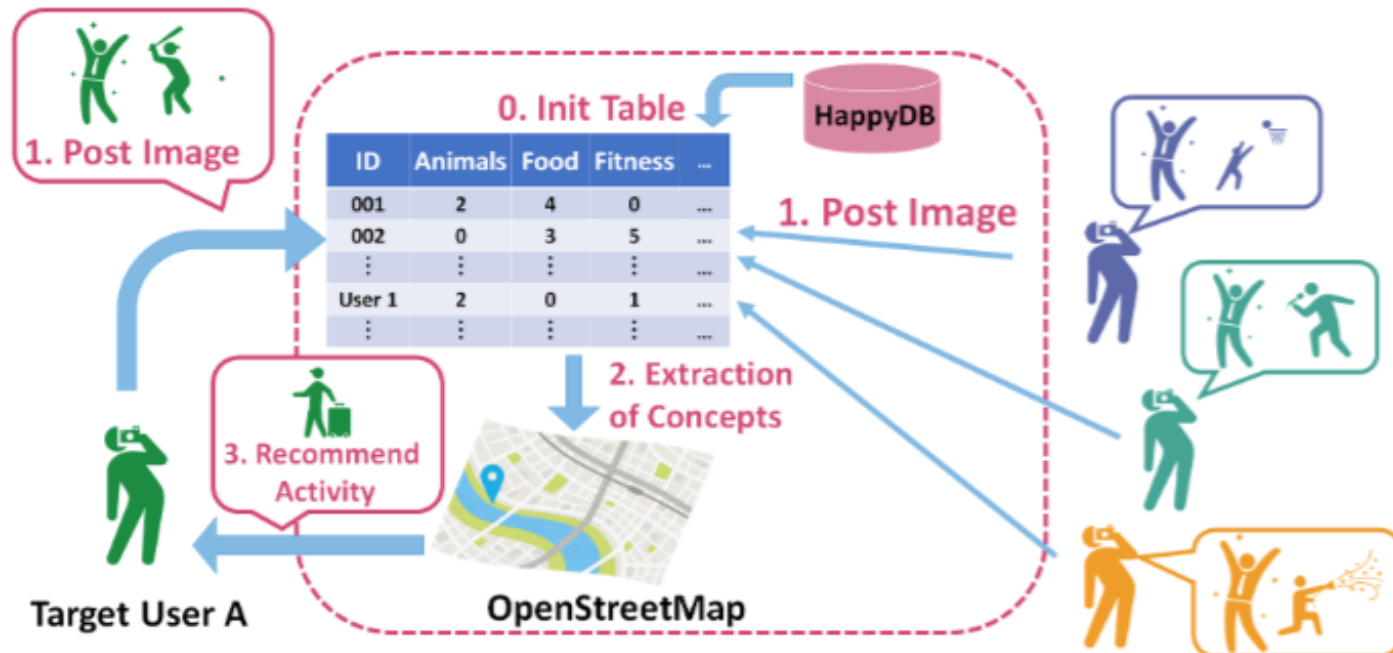 1. Post Image
0. Init Table
HappyDB
ID Animals Food Fitness ...
001 2 4 0 ...
002 0 3 5 ...
⋮ ⋮ ⋮ ⋮ ...
User 1 2 0 1 ...
⋮ ⋮ ⋮ ⋮ ...
1. Post Image
2. Extraction
of Concepts
3. Recommend
Activity
Target User A
OpenStreetMap